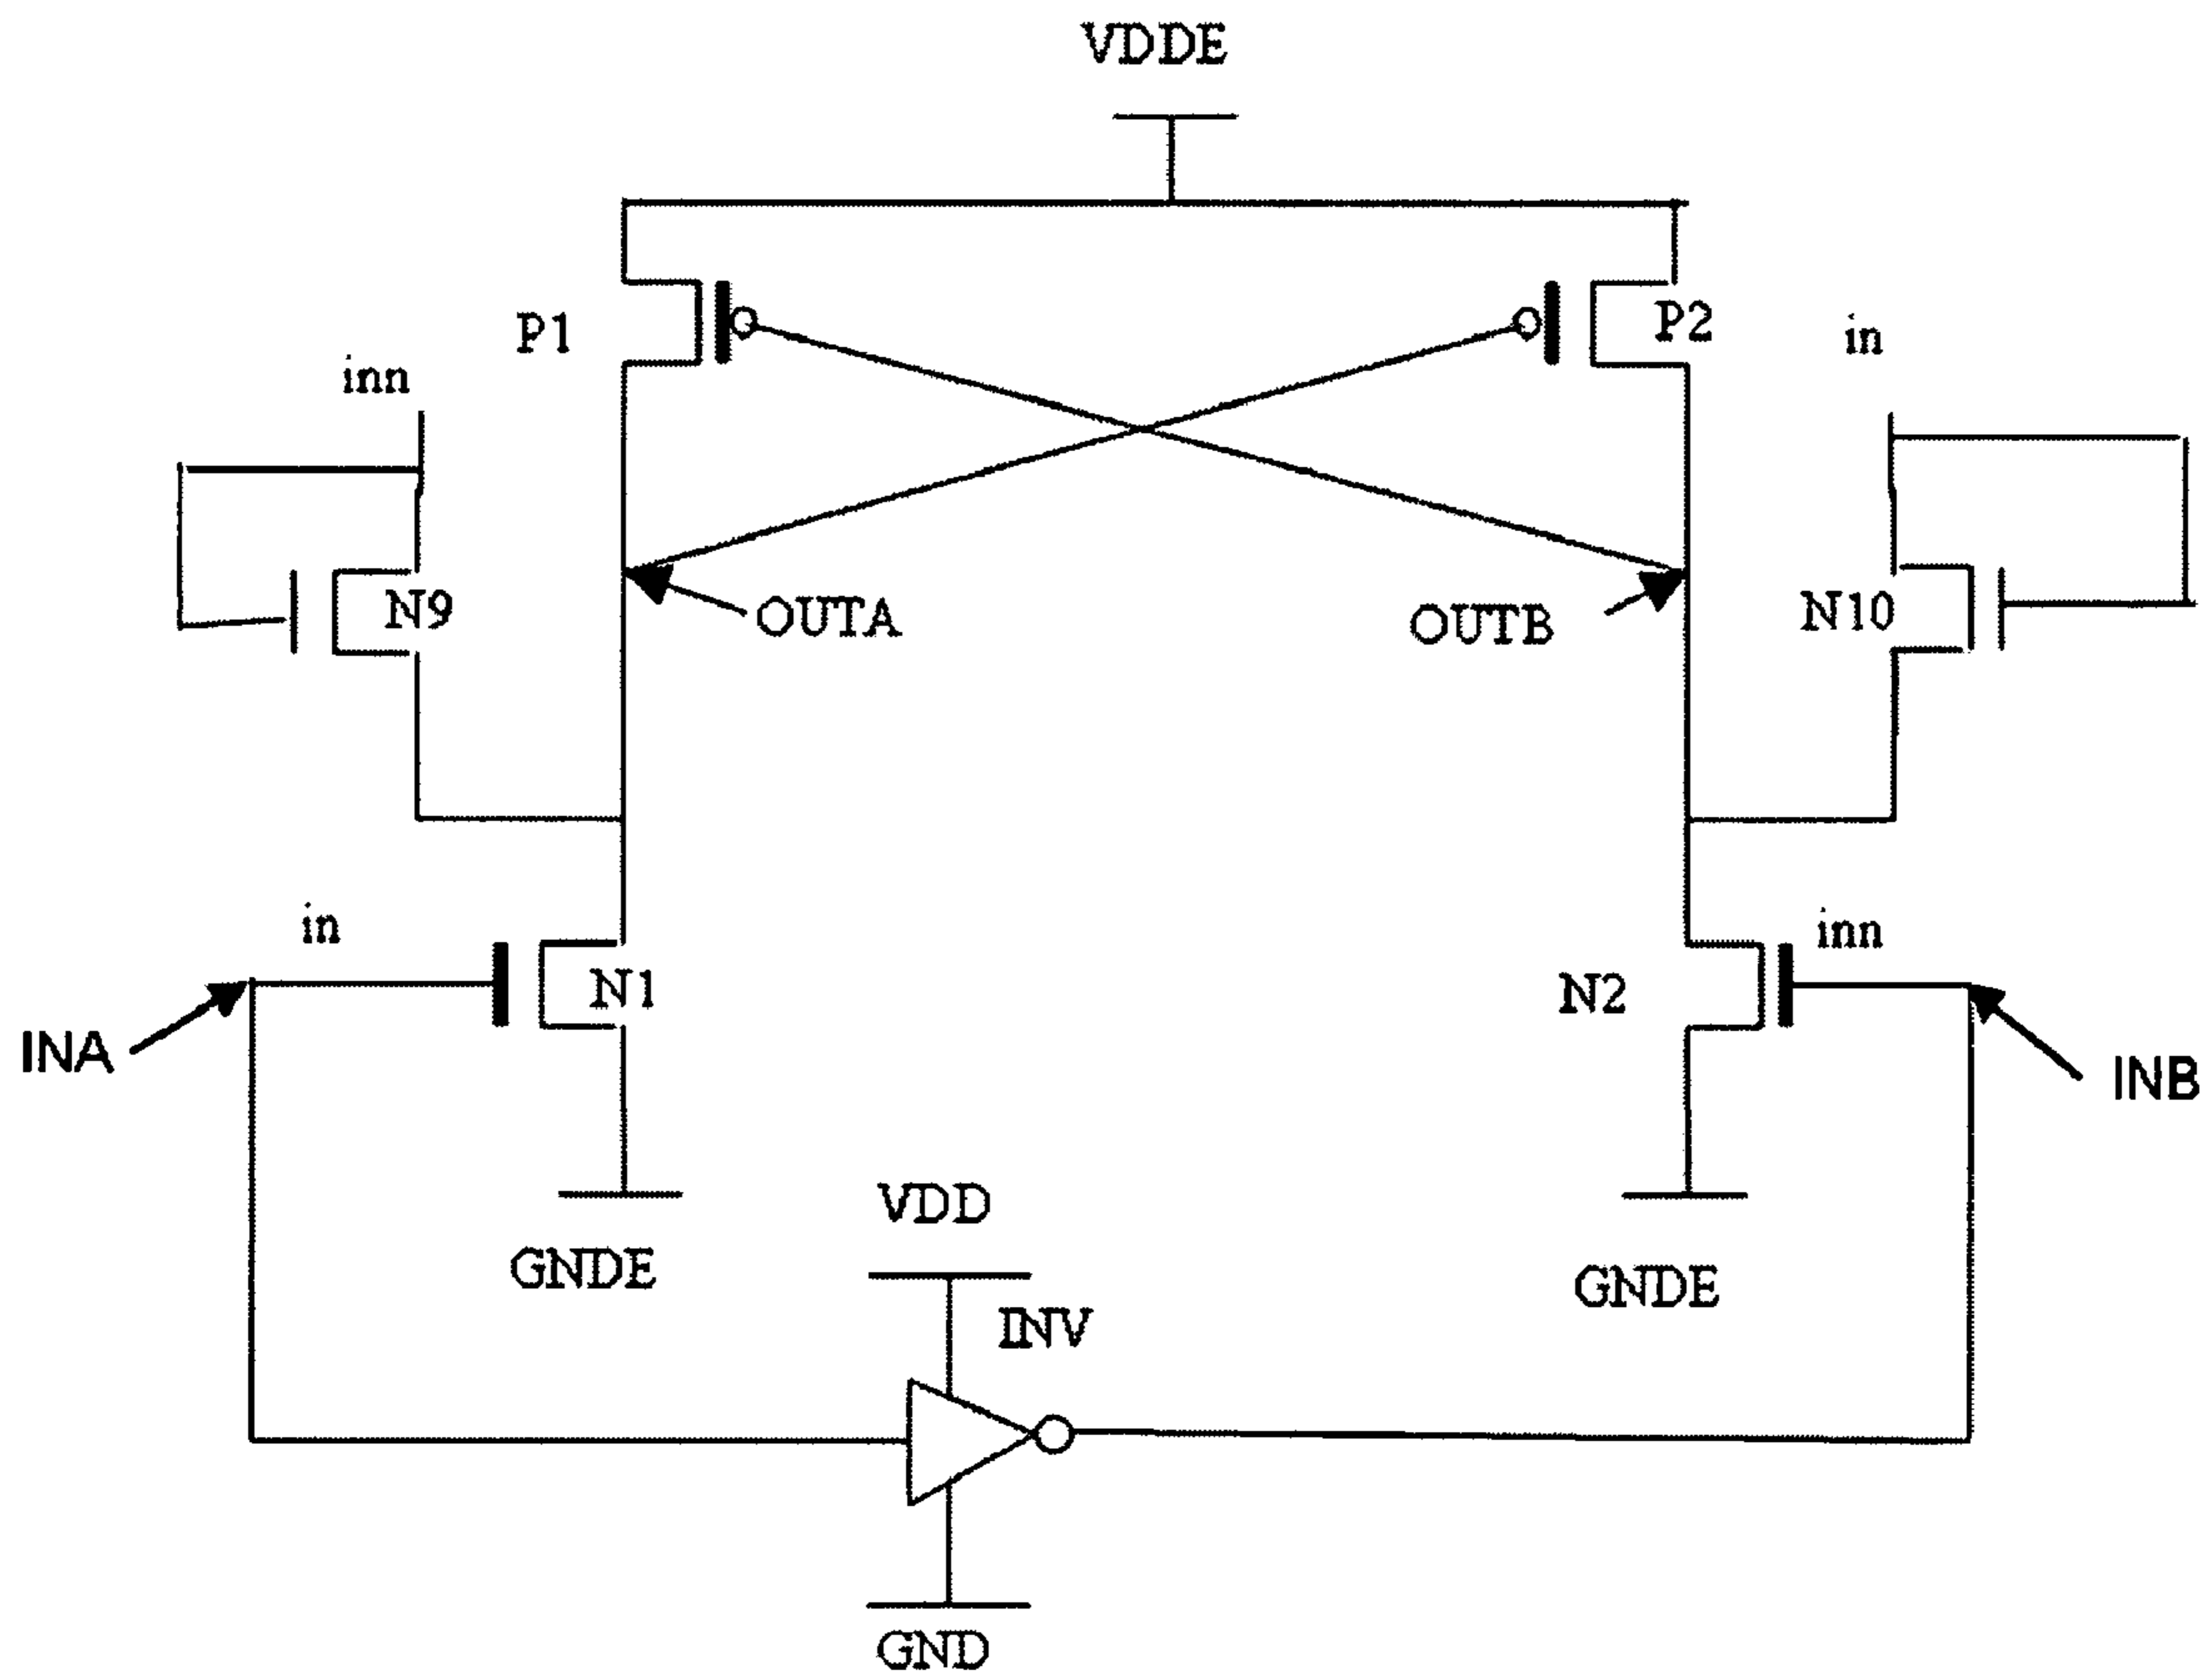 VDDE
P1
P2
in
inn
N9
OUTA
OUTB
N10
in
inn
N1
N2
INA
INB
VDD
GNDE
GNDE
INV
GND